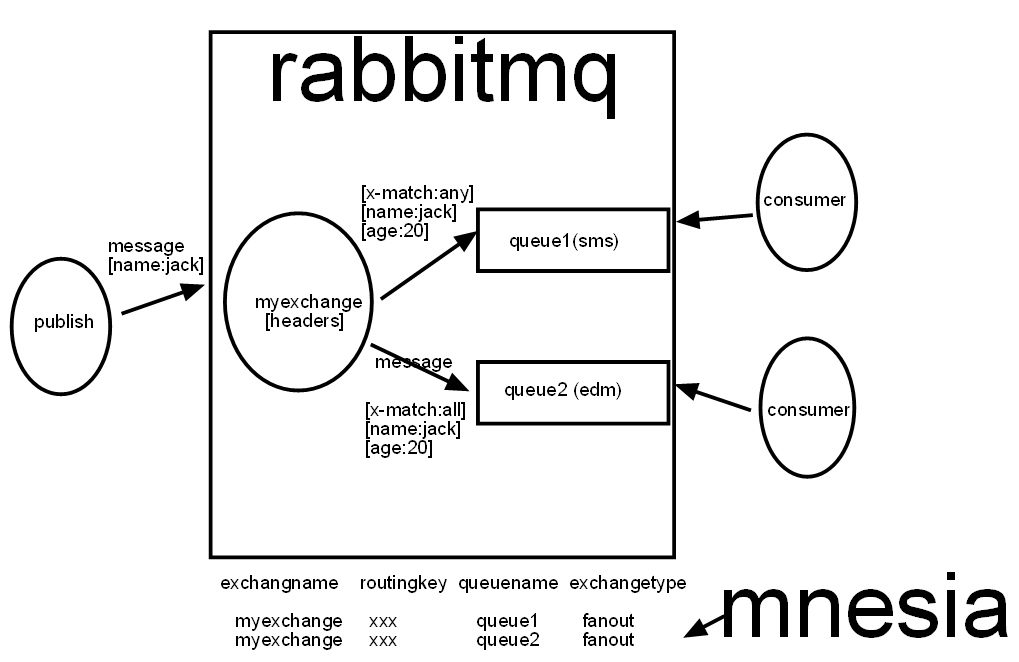 rabbitmq
message
[name:jack]
publish
myexchange
[headers]
[x-match:any]
[name:jack]
[age:20]
queue1(sms)
message
queue2 (edm)
[x-match:all]
[name:jack]
[age:20]
consumer
consumer
exchangname routingkey queuename exchangetype
myexchange xxx queue1 fanout
myexchange xxx queue2 fanout
mnesia